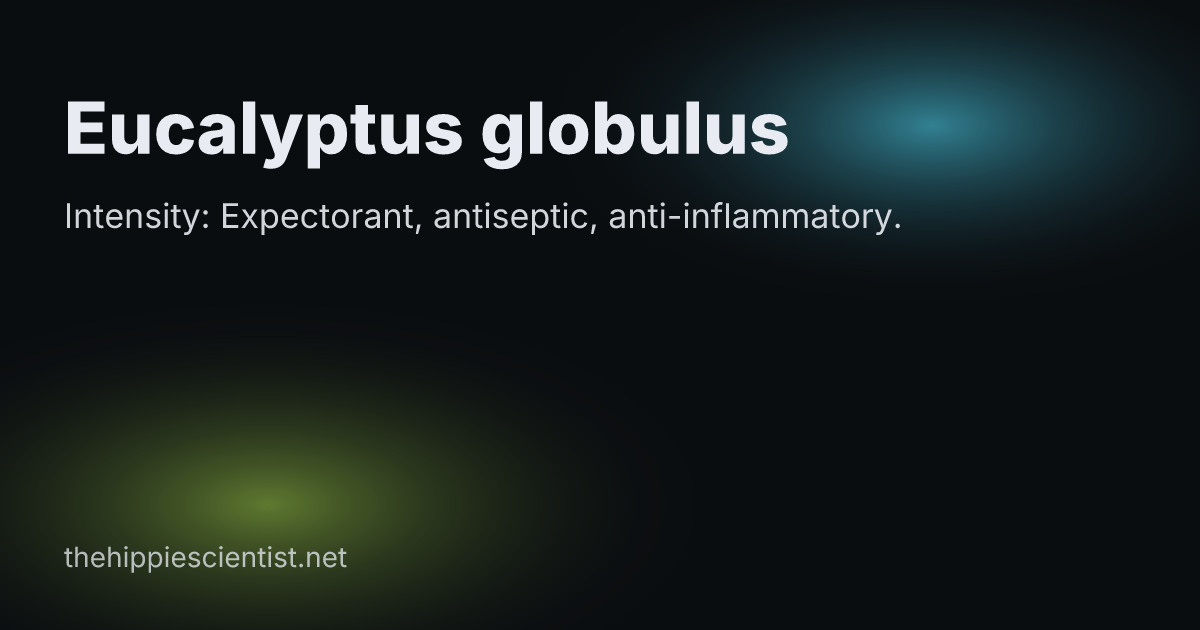 Eucalyptus globulus
Intensity: Expectorant, antiseptic, anti-inflammatory.
thehippiescientist.net